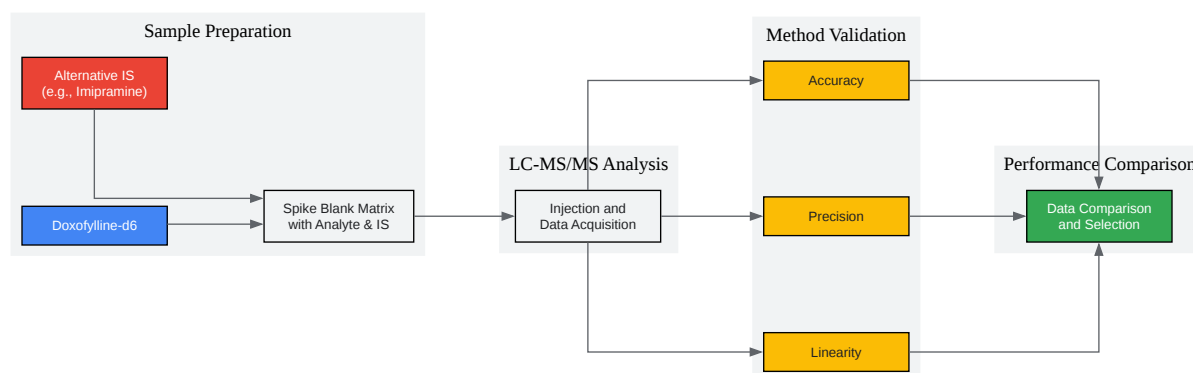 Sample Preparation
Alternative IS
(e.g., Imipramine)
Doxofylline-d6
Spike Blank Matrix
with Analyte & IS
LC-MS/MS Analysis
Injection and
Data Acquisition
Method Validation
Accuracy
Precision
Linearity
Performance Comparison
Data Comparison
and Selection